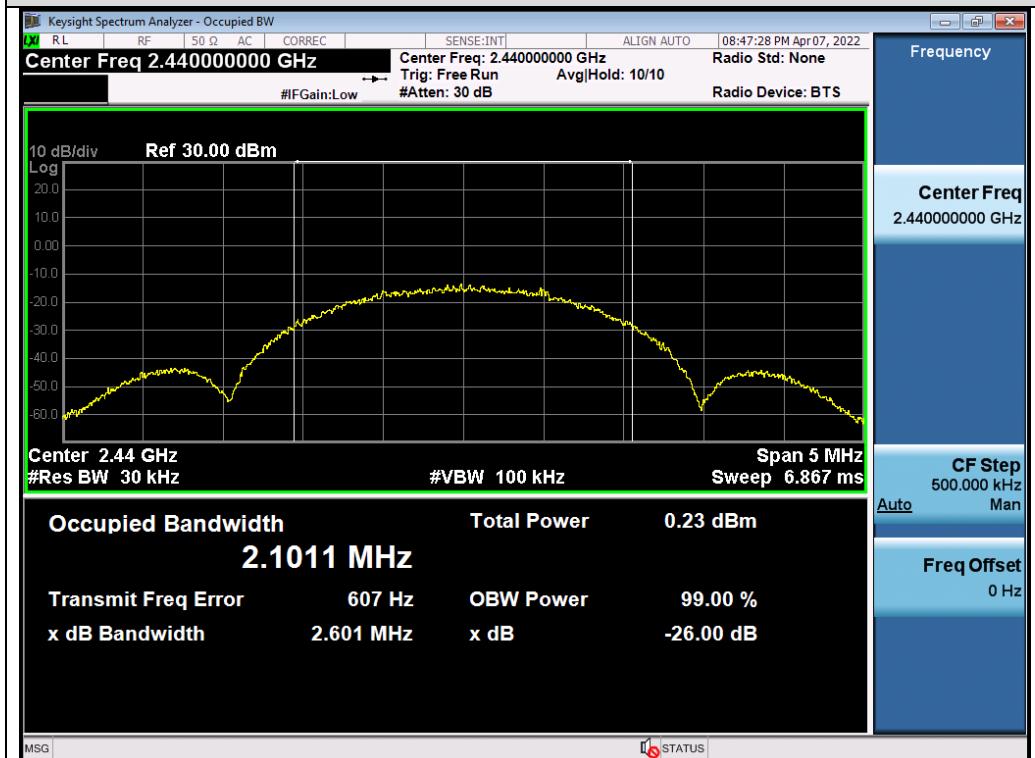 Keysight Spectrum Analyzer - Occupied BW
LXI RL RF 50 Ω AC CORREC SENSE:INT ALIGN AUTO 08:47:28 PM Apr 07, 2022
Center Freq 2.440000000 GHz
Center Freq: 2.440000000 GHz
Radio Std: None
Trig: Free Run Avg|Hold: 10/10
#IFGain:Low
#Atten: 30 dB
Radio Device: BTS
10 dB/div Ref 30.00 dBm
Log
20.0
10.0
0.00
-10.0
-20.0
-30.0
-40.0
-50.0
-60.0
Center 2.44 GHz Span 5 MHz
#Res BW 30 kHz #VBW 100 kHz Sweep 6.867 ms
Occupied Bandwidth Total Power 0.23 dBm
2.1011 MHz
Transmit Freq Error 607 Hz OBW Power 99.00 %
x dB Bandwidth 2.601 MHz x dB -26.00 dB
Frequency
Center Freq
2.440000000 GHz
CF Step
500.000 kHz
Auto Man
Freq Offset
0 Hz
MSG STATUS